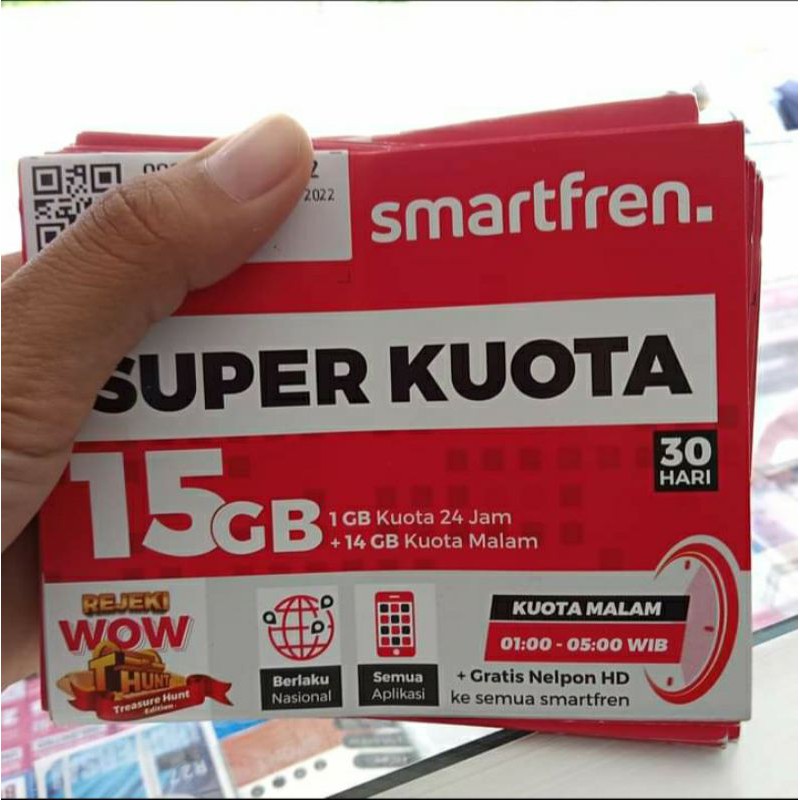 2022
smartfren.
SUPER KUOTA
30
HARI
15GB
1 GB Kuota 24 Jam
+ 14 GB Kuota Malam
REJEKI
WOW
T HUNT
Treasure Hunt
Edition
Berlaku
Nasional
Semua
Aplikasi
KUOTA MALAM
01:00 - 05:00 WIB
+ Gratis Nelpon HD
ke semua smartfren